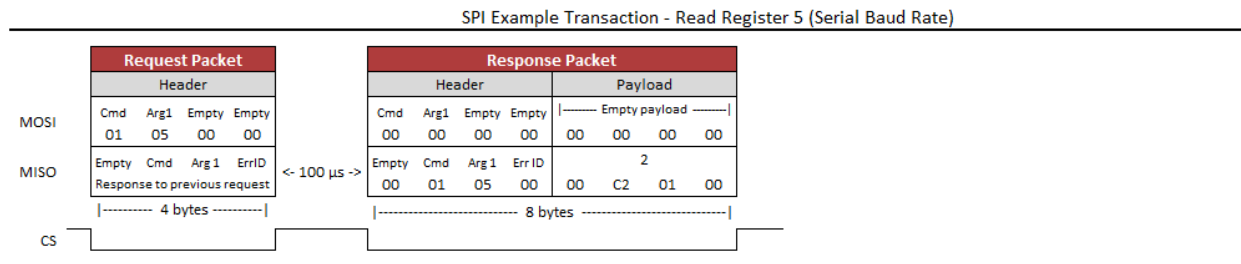 SPI Example Transaction - Read Register 5 (Serial Baud Rate)
Request Packet Response Packet
Header Header Payload
MOSI Cmd Arg1 Empty Empty Cmd Arg1 Empty Empty |--------- Empty payload ---------|
01 05 00 00 00 00 00 00 00 00 00 00
MISO Empty Cmd Arg 1 ErrID <- 100 µs -> Empty Cmd Arg 1 Err ID 2
Response to previous request 00 01 05 00 00 C2 01 00
|---------- 4 bytes ----------| |---------------------------- 8 bytes -----------------------------|
CS